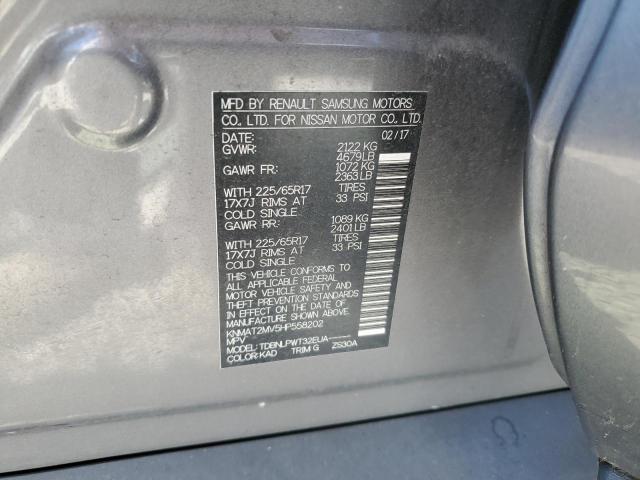 MFD BY RENAULT SAMSUNG MOTORS
CO., LTD. FOR NISSAN MOTOR CO., LTD.
DATE: 02/17
GVWR: 2122 KG
4679LB
GAWR FR: 1072 KG
2363LB
WITH 225/65R17 TIRES
17X7J RIMS AT 33 PSI
COLD SINGLE
GAWR RR: 1089 KG
2401LB
WITH 225/65R17 TIRES
17X7J RIMS AT 33 PSI
COLD SINGLE
THIS VEHICLE CONFORMS TO
ALL APPLICABLE FEDERAL
MOTOR VEHICLE SAFETY AND
THEFT PREVENTION STANDARDS
IN EFFECT ON THE DATE OF
MANUFACTURE SHOWN ABOVE.
KNMAT2MV5HP558202
MPV
MODEL: TDBNLPWT32EUA----- ZS30A
COLOR: KAD TRIM G